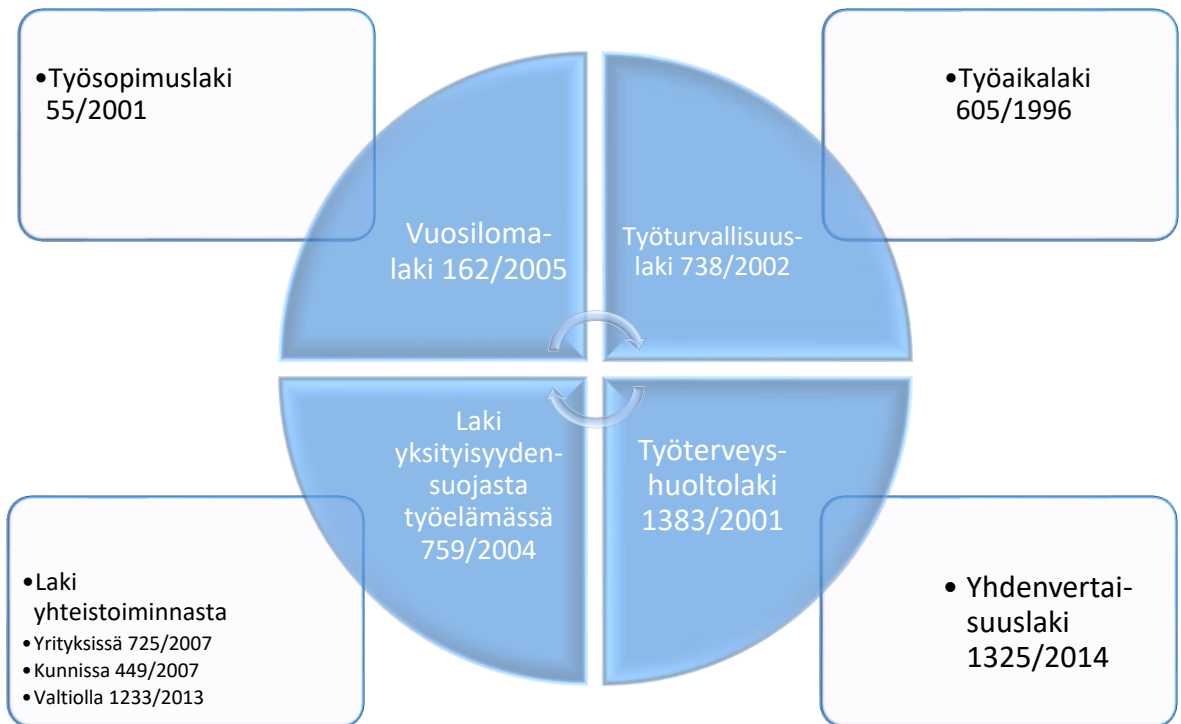 •Työsopimuslaki
55/2001
•Työaikalaki
605/1996
Vuosiloma-
laki 162/2005
Työturvallisuus-
laki 738/2002
Laki
yksityisyyden-
suojasta
työelämässä
759/2004
Työterveys-
huoltolaki
1383/2001
•Laki
yhteistoiminnasta
•Yrityksissä 725/2007
•Kunnissa 449/2007
•Valtiolla 1233/2013
• Yhdenvertai-
suuslaki
1325/2014